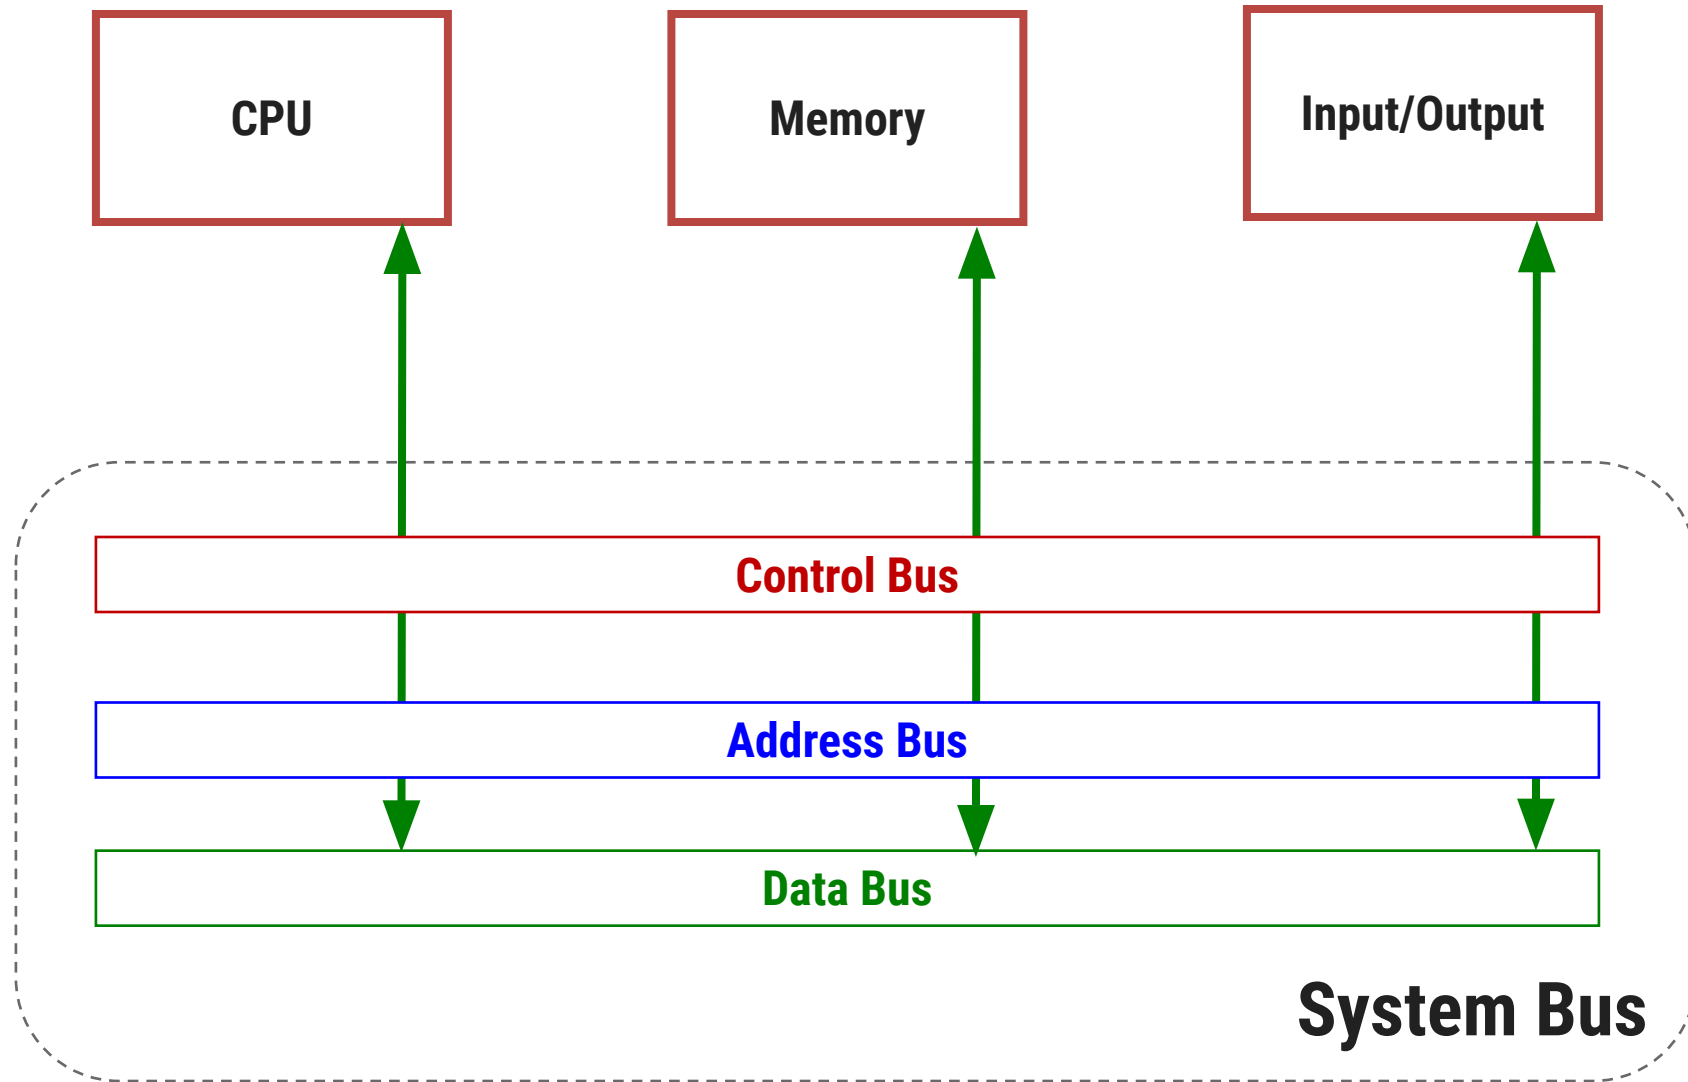 CPU
Memory
Input/Output
Control Bus
Address Bus
Data Bus
System Bus